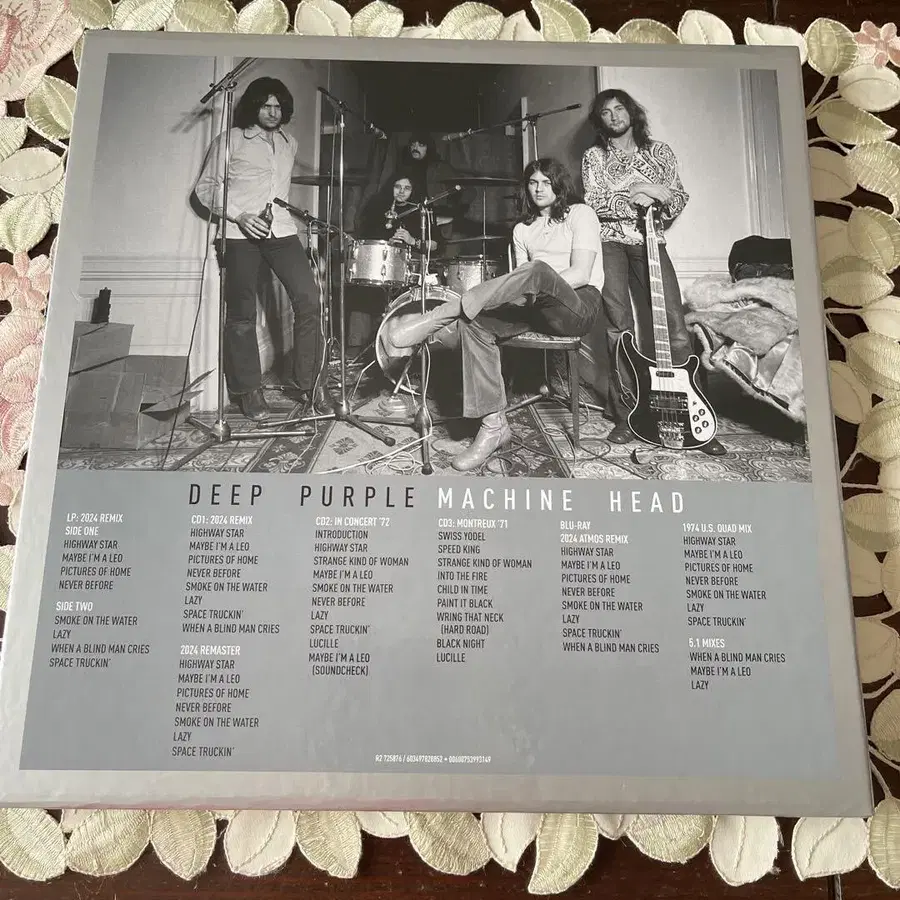 DEEP PURPLE MACHINE HEAD
LP: 2024 REMIX
SIDE ONE
HIGHWAY STAR
MAYBE I'M A LEO
PICTURES OF HOME
NEVER BEFORE
SIDE TWO
SMOKE ON THE WATER
LAZY
WHEN A BLIND MAN CRIES
SPACE TRUCKIN'
CD1: 2024 REMIX
HIGHWAY STAR
MAYBE I'M A LEO
PICTURES OF HOME
NEVER BEFORE
SMOKE ON THE WATER
LAZY
SPACE TRUCKIN'
WHEN A BLIND MAN CRIES
2024 REMASTER
HIGHWAY STAR
MAYBE I'M A LEO
PICTURES OF HOME
NEVER BEFORE
SMOKE ON THE WATER
LAZY
SPACE TRUCKIN'
CD2: IN CONCERT '72
INTRODUCTION
HIGHWAY STAR
STRANGE KIND OF WOMAN
MAYBE I'M A LEO
SMOKE ON THE WATER
NEVER BEFORE
LAZY
SPACE TRUCKIN'
LUCILLE
MAYBE I'M A LEO
(SOUNDCHECK)
CD3: MONTREUX '71
SWISS YODEL
SPEED KING
STRANGE KIND OF WOMAN
INTO THE FIRE
CHILD IN TIME
PAINT IT BLACK
WRING THAT NECK
(HARD ROAD)
BLACK NIGHT
LUCILLE
BLU-RAY
2024 ATMOS REMIX
HIGHWAY STAR
MAYBE I'M A LEO
PICTURES OF HOME
NEVER BEFORE
SMOKE ON THE WATER
LAZY
SPACE TRUCKIN'
WHEN A BLIND MAN CRIES
1974 U.S. QUAD MIX
HIGHWAY STAR
MAYBE I'M A LEO
PICTURES OF HOME
NEVER BEFORE
SMOKE ON THE WATER
LAZY
SPACE TRUCKIN'
5.1 MIXES
WHEN A BLIND MAN CRIES
MAYBE I'M A LEO
LAZY
R2 725876 / 603497828852 • 00600753993149